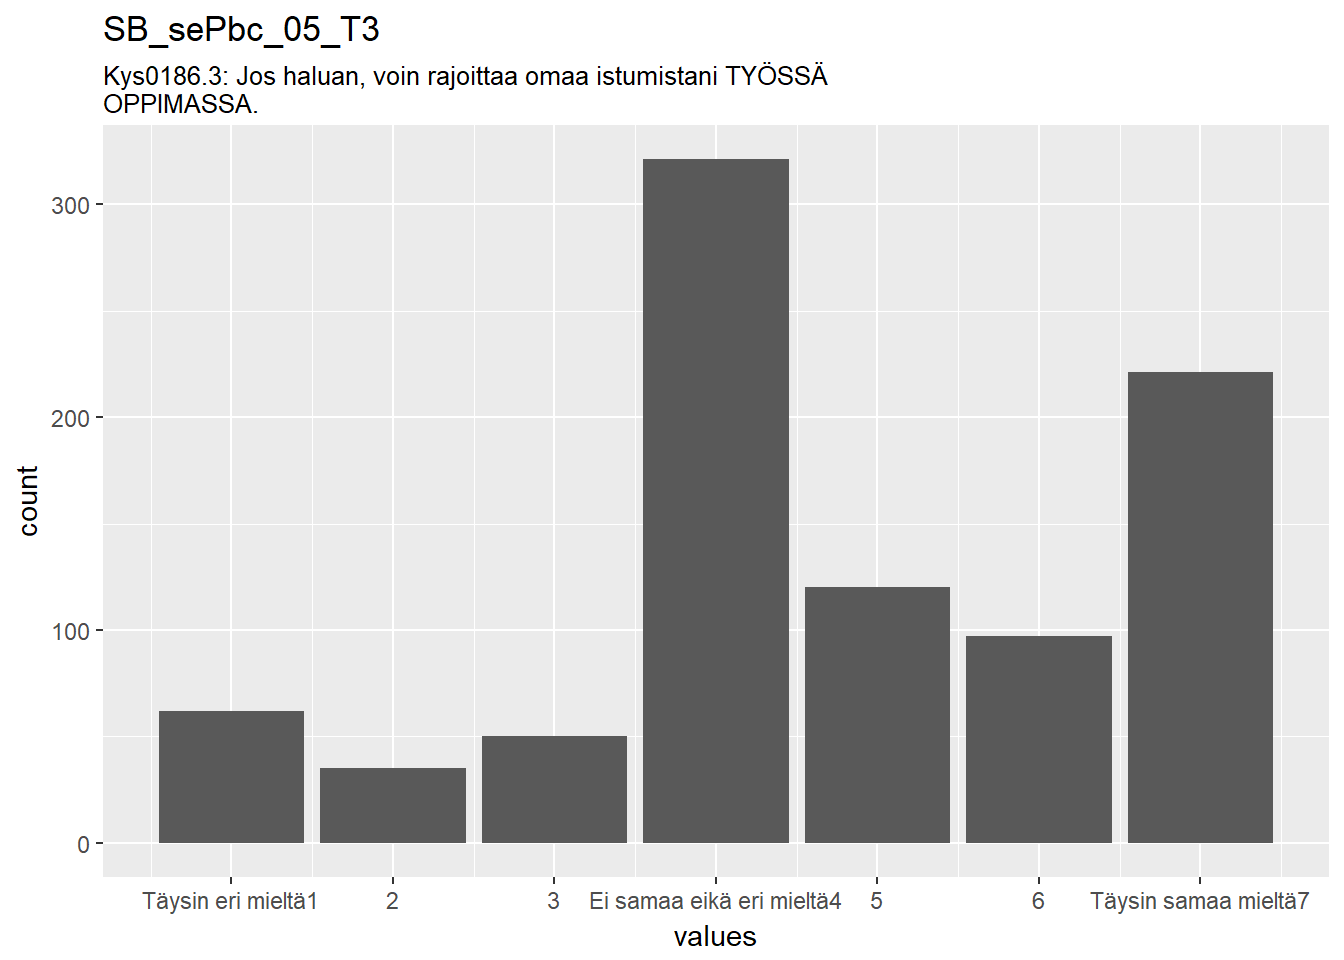 SB_sePbc_05_T3
Kys0186.3: Jos haluan, voin rajoittaa omaa istumistani TYÖSSÄ
OPPIMASSA.
300
200
100
0
count
Täysin eri mieltä1 2 3 Ei samaa eikä eri mieltä4 5 6 Täysin samaa mieltä7
values